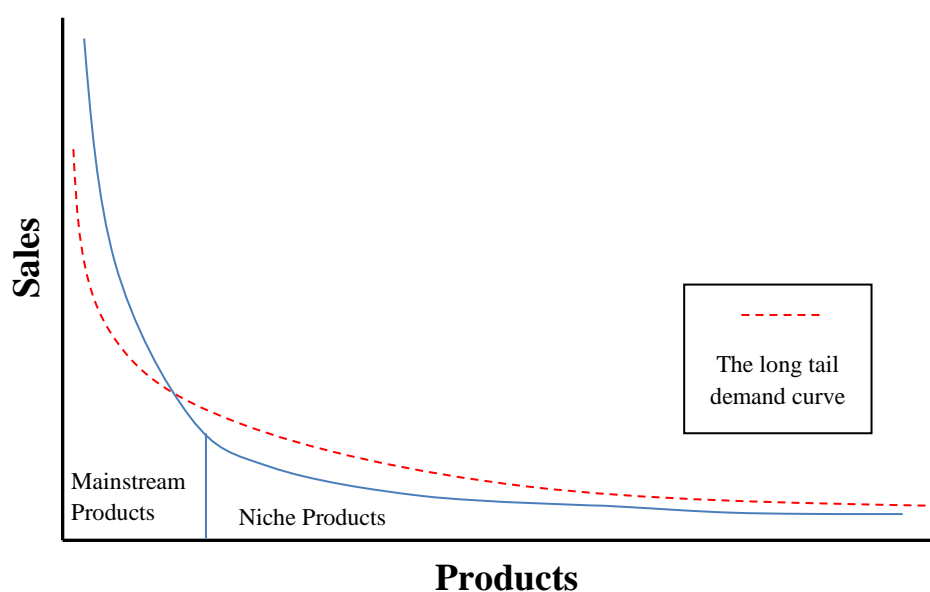 Sales
The long tail
demand curve
Mainstream
Products
Niche Products
Products